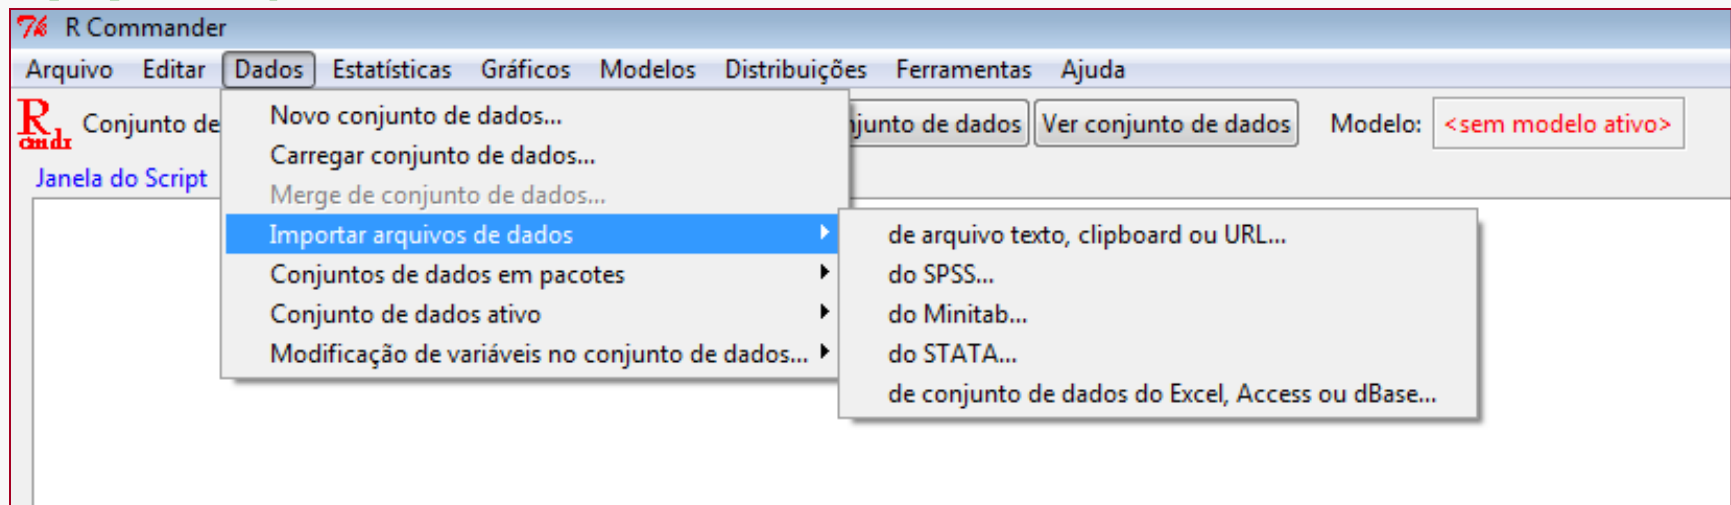 R Commander
Arquivo Editar Dados Estatísticas Gráficos Modelos Distribuições Ferramentas Ajuda
R cmdr Conjunto de njunto de dados Ver conjunto de dados Modelo: <sem modelo ativo>
Janela do Script
Novo conjunto de dados...
Carregar conjunto de dados...
Merge de conjunto de dados...
Importar arquivos de dados
Conjuntos de dados em pacotes
Conjunto de dados ativo
Modificação de variáveis no conjunto de dados...
de arquivo texto, clipboard ou URL...
do SPSS...
do Minitab...
do STATA...
de conjunto de dados do Excel, Access ou dBase...